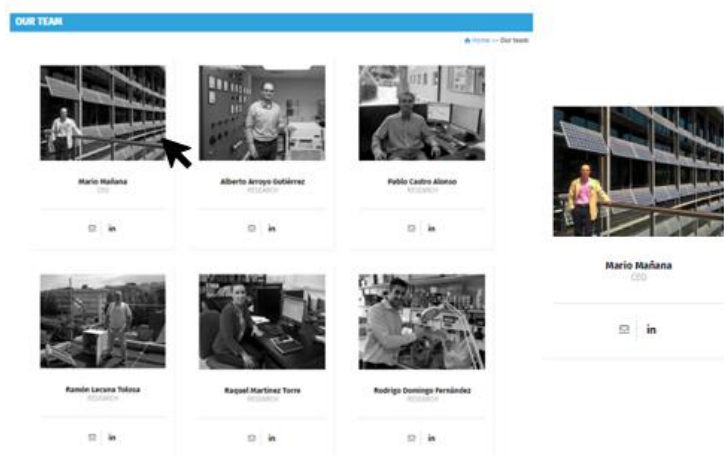 OUR TEAM
Home >> Our team
Mario Mañana
CEO
Alberto Arroyo Gutiérrez
RESEARCH
Pablo Castro Alonso
RESEARCH
in
in
in
Mario Mañana
CEO
in
Ramón Lecuna Tolosa
RESEARCH
Raquel Martínez Torre
RESEARCH
Rodrigo Domingo Fernández
RESEARCH
in
in
in